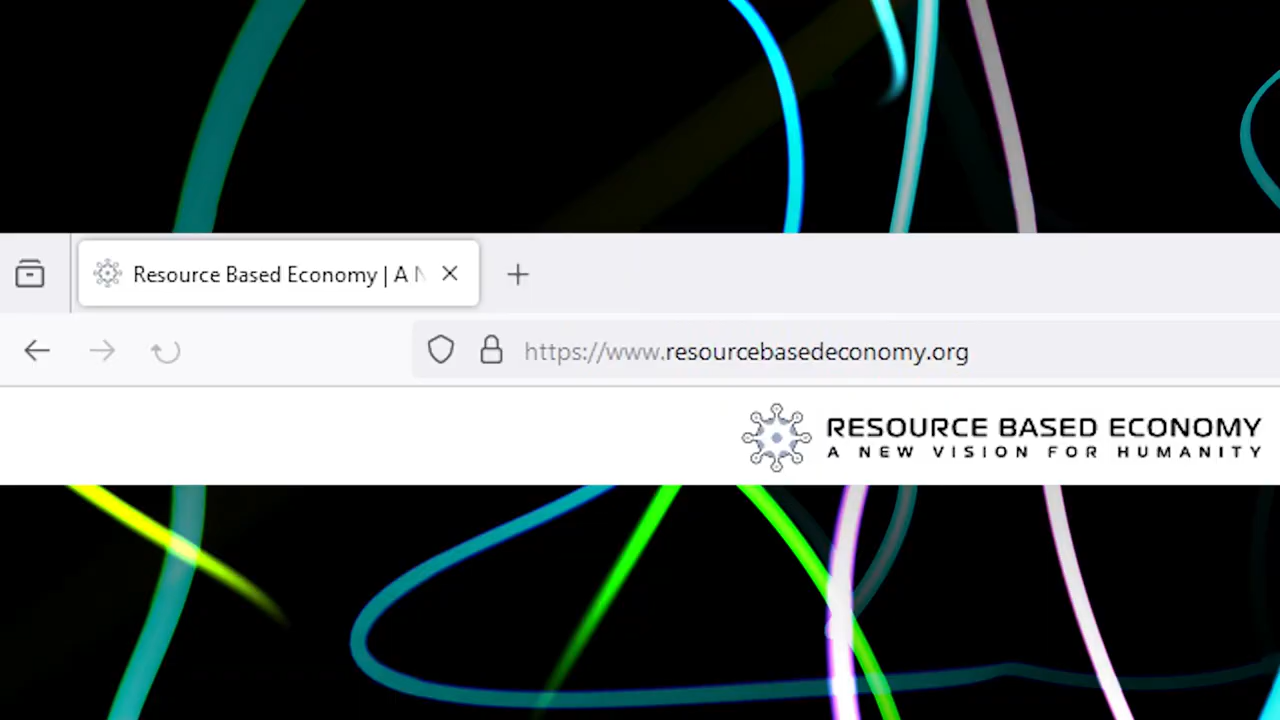 Resource Based Economy | A
https://www.resourcebasedeconomy.org
RESOURCE BASED ECONOMY
A NEW VISION FOR HUMANITY